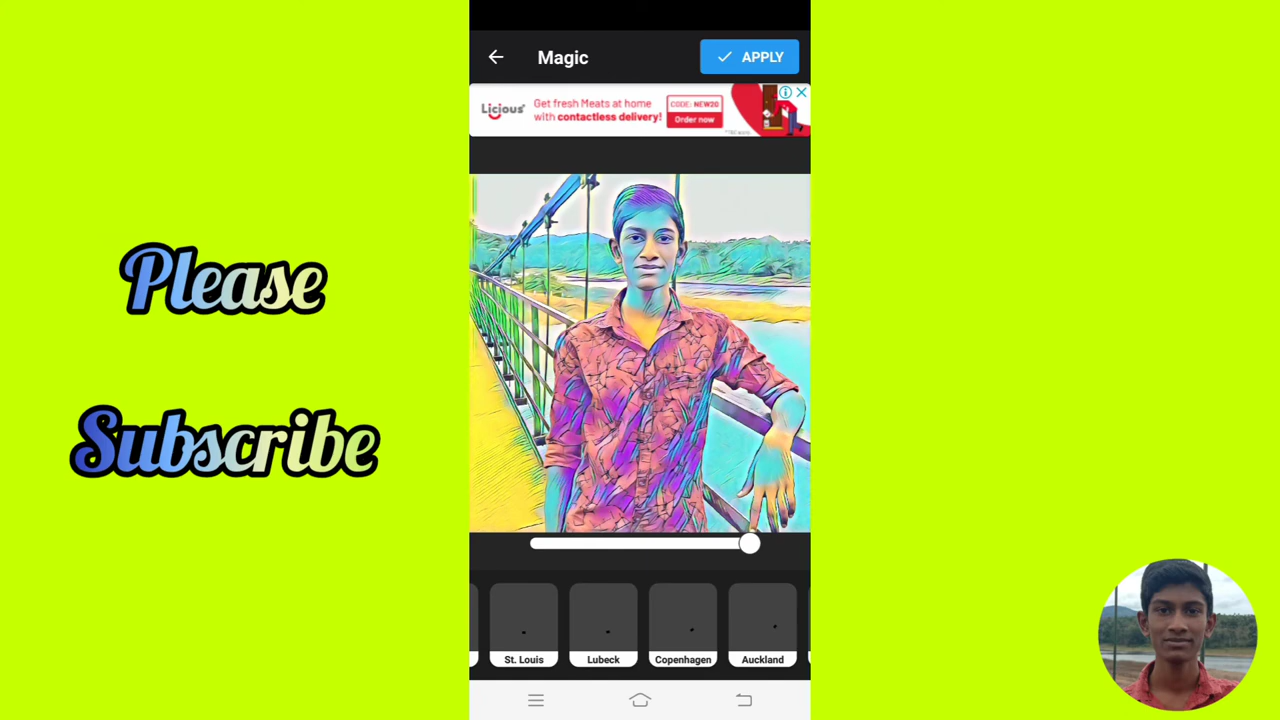 Magic
APPLY
Licious
Get fresh Meats at home
with contactless delivery!
CODE: NEW20
Order now
Please
Subscribe
St. Louis
Lubeck
Copenhagen
Auckland